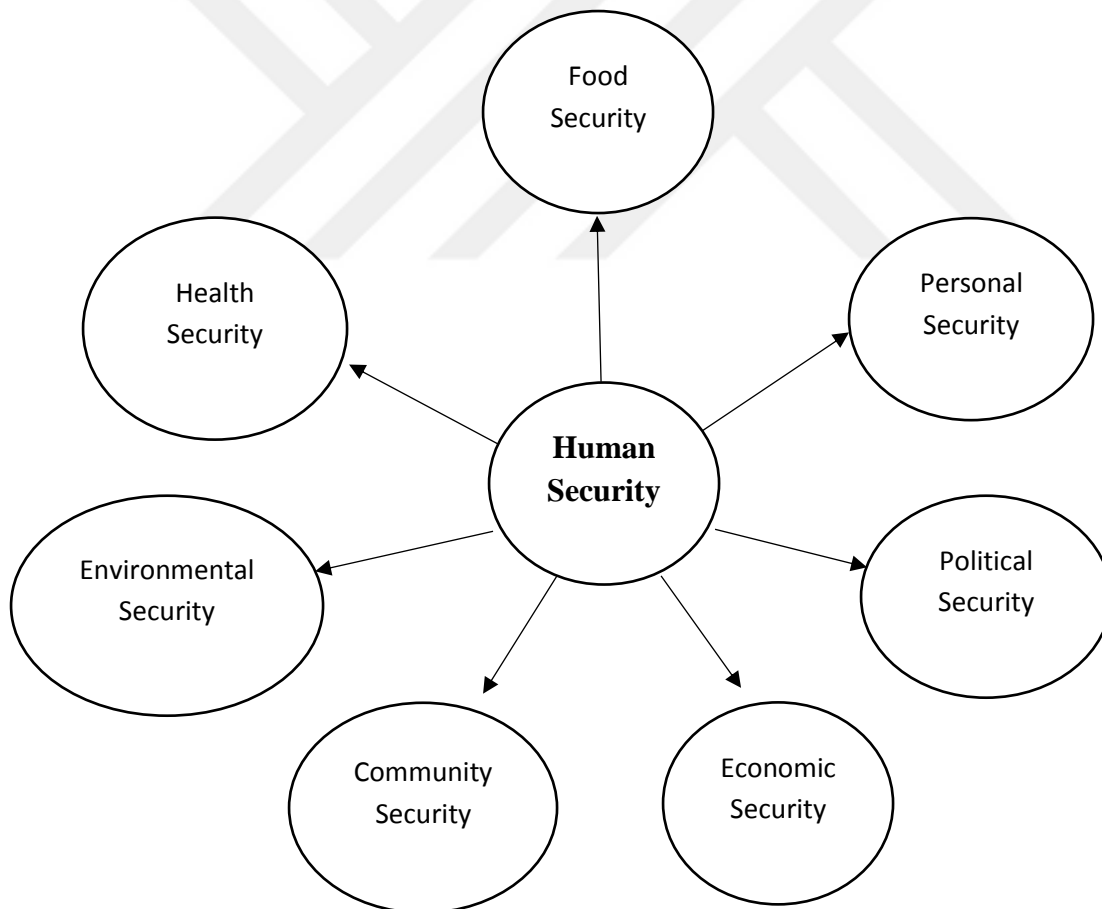 Food
Security
Health
Security
Personal
Security
Human
Security
Environmental
Security
Political
Security
Community
Security
Economic
Security